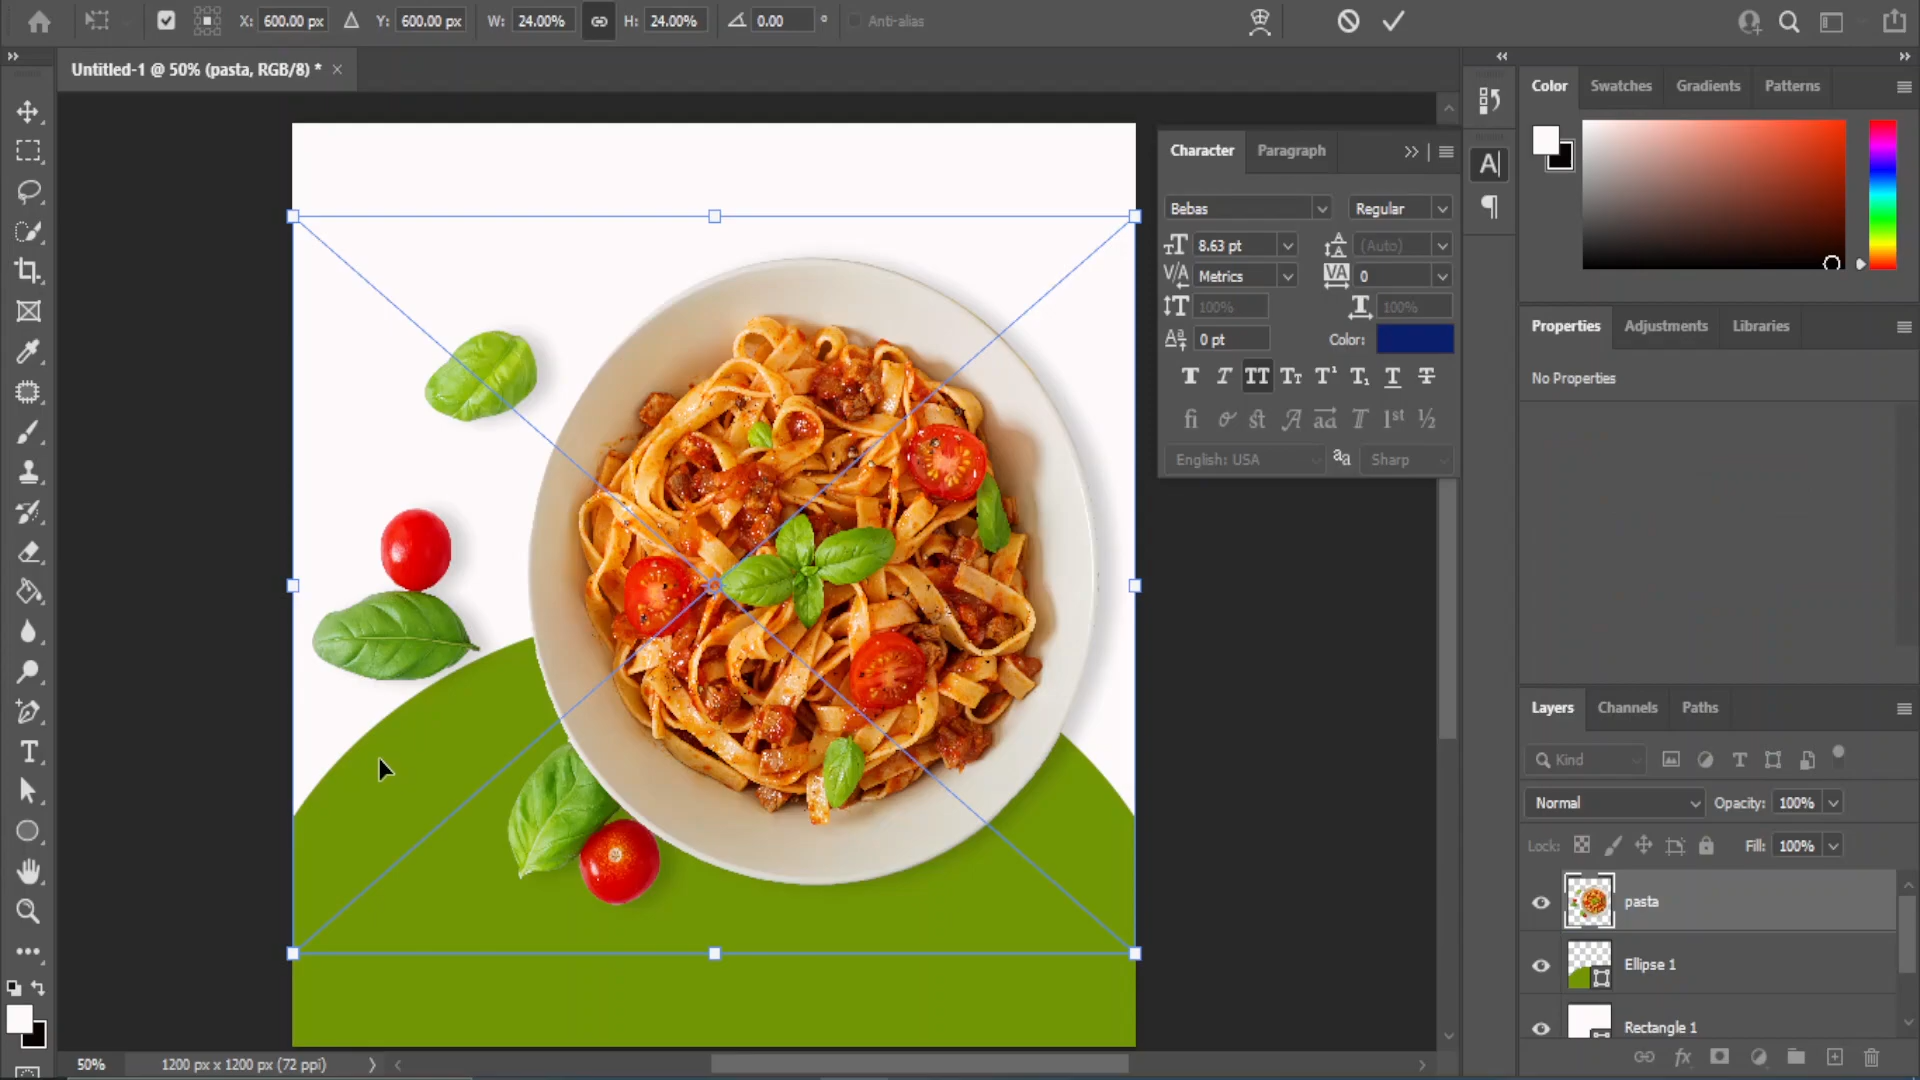 X: 600.00 px Y: 600.00 px W: 24.00% H: 24.00% 0.00 ° Anti-alias
Untitled-1 @ 50% (pasta, RGB/8) * ×
Color Swatches Gradients Patterns
Character Paragraph
Bebas Regular
8.63 pt (Auto)
Metrics 0
100% 100%
0 pt Color:
English: USA Sharp
Properties Adjustments Libraries
No Properties
Layers Channels Paths
Kind
Normal Opacity: 100%
Lock: Fill: 100%
pasta
Ellipse 1
Rectangle 1
50% 1200 px x 1200 px (72 ppi)